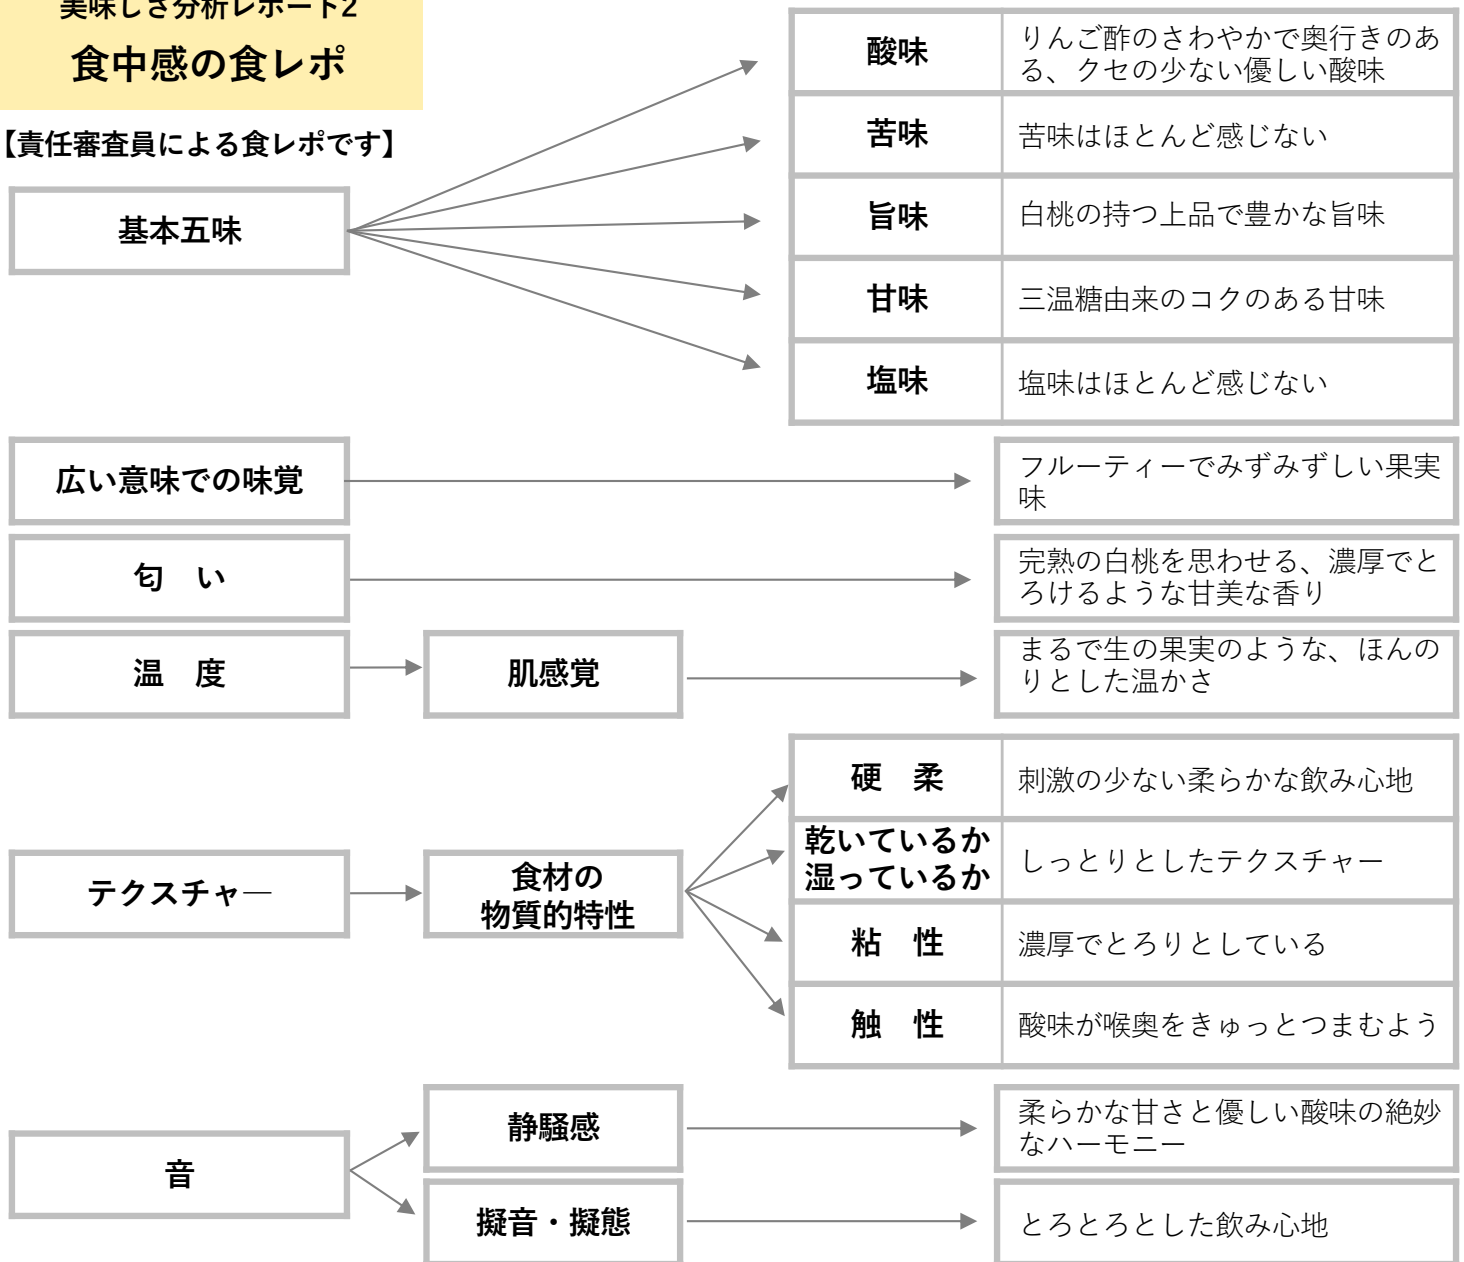 美味しさ分析レポート2
食中感の食レポ
【責任審査員による食レポです】
基本五味
酸味
りんご酢のさわやかで奥行きのあ
る、クセの少ない優しい酸味
苦味
苦味はほとんど感じない
旨味
白桃の持つ上品で豊かな旨味
甘味
三温糖由来のコクのある甘味
塩味
塩味はほとんど感じない
広い意味での味覚
フルーティーでみずみずしい果実
味
匂　い
完熟の白桃を思わせる、濃厚でと
ろけるような甘美な香り
温　度
肌感覚
まるで生の果実のような、ほんの
りとした温かさ
テクスチャ―
食材の
物質的特性
硬　柔
刺激の少ない柔らかな飲み心地
乾いているか
湿っているか
しっとりとしたテクスチャー
粘　性
濃厚でとろりとしている
触　性
酸味が喉奥をきゅっとつまむよう
音
静騒感
柔らかな甘さと優しい酸味の絶妙
なハーモニー
擬音・擬態
とろとろとした飲み心地